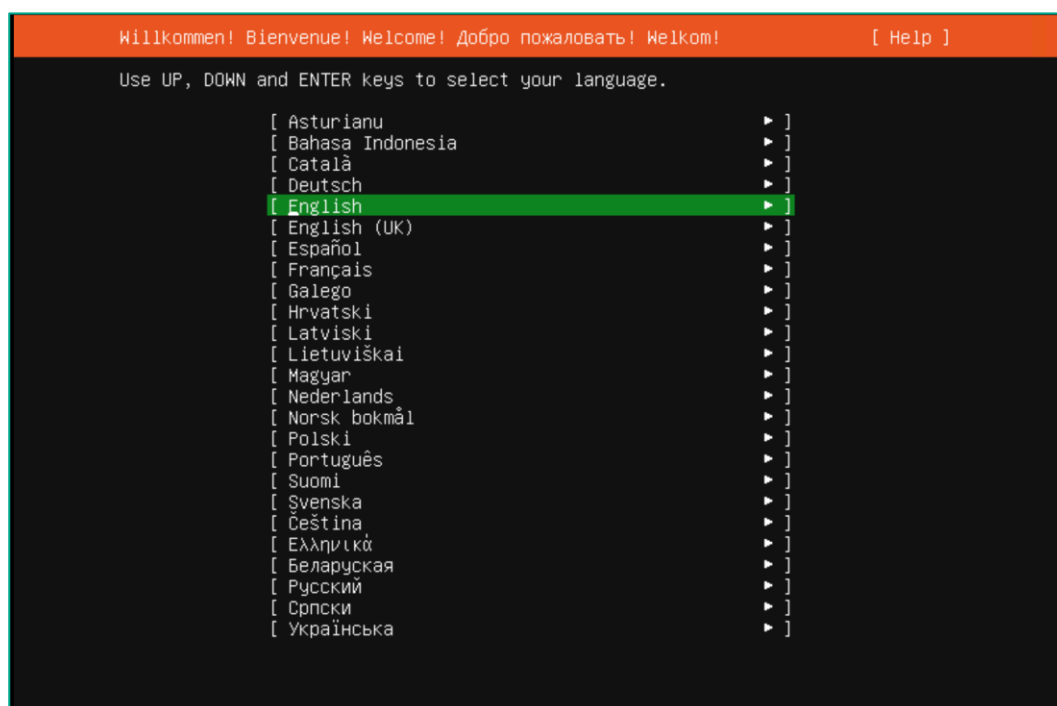 Willkommen! Bienvenue! Welcome! Добро пожаловать! Welkom! [ Help ]
Use UP, DOWN and ENTER keys to select your language.
[ Asturianu ► ]
[ Bahasa Indonesia ► ]
[ Català ► ]
[ Deutsch ► ]
[ English ► ]
[ English (UK) ► ]
[ Español ► ]
[ Français ► ]
[ Galego ► ]
[ Hrvatski ► ]
[ Latviski ► ]
[ Lietuviškai ► ]
[ Magyar ► ]
[ Nederlands ► ]
[ Norsk bokmål ► ]
[ Polski ► ]
[ Português ► ]
[ Suomi ► ]
[ Svenska ► ]
[ Čeština ► ]
[ Ελληνικά ► ]
[ Беларуская ► ]
[ Русский ► ]
[ Српски ► ]
[ Українська ► ]